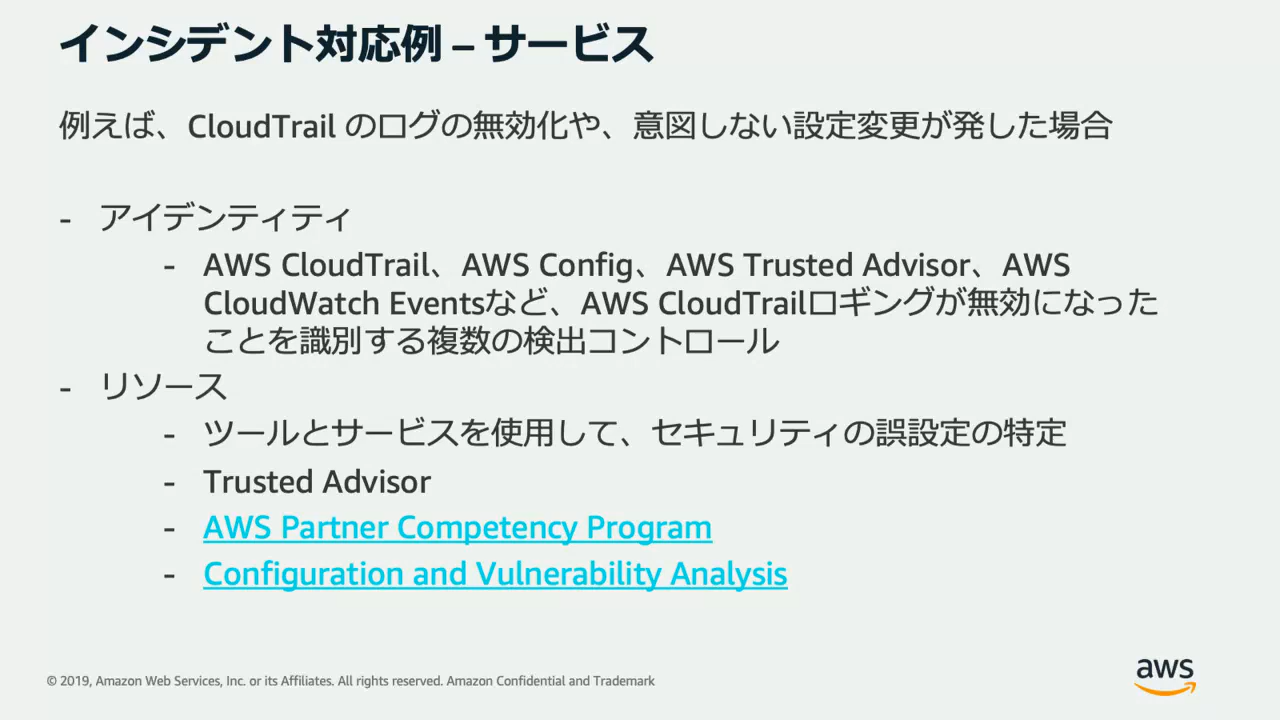 インシデント対応例 – サービス
例えば、CloudTrail のログの無効化や、意図しない設定変更が発した場合
- アイデンティティ
- AWS CloudTrail、AWS Config、AWS Trusted Advisor、AWS
CloudWatch Eventsなど、AWS CloudTrailロギングが無効になった
ことを識別する複数の検出コントロール
- リソース
- ツールとサービスを使用して、セキュリティの誤設定の特定
- Trusted Advisor
- AWS Partner Competency Program
- Configuration and Vulnerability Analysis
© 2019, Amazon Web Services, Inc. or its Affiliates. All rights reserved. Amazon Confidential and Trademark
aws